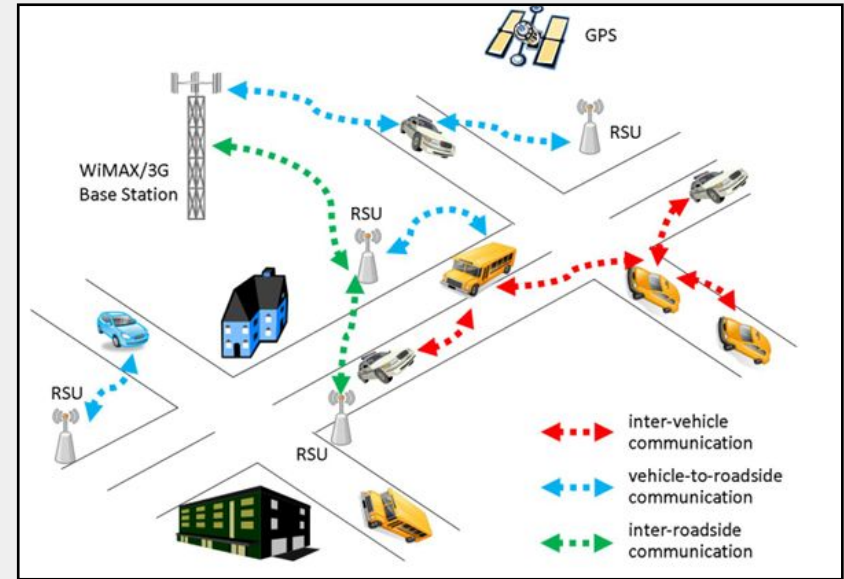 GPS
RSU
WiMAX/3G
Base Station
RSU
RSU
RSU
inter-vehicle
communication
vehicle-to-roadside
communication
inter-roadside
communication